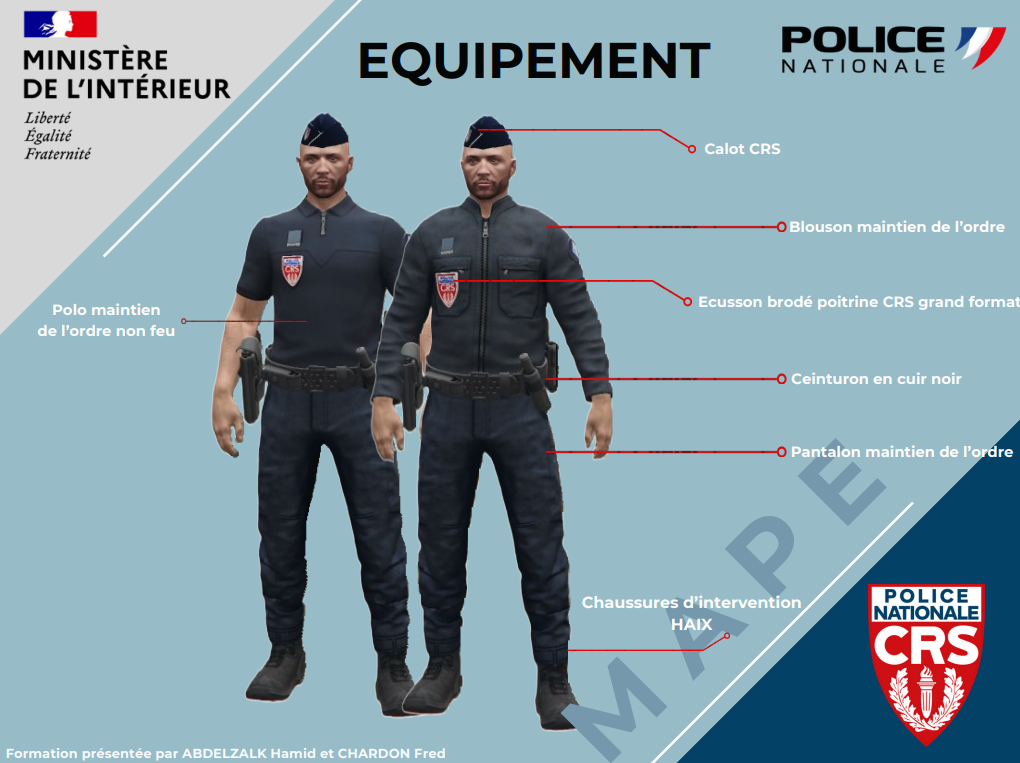 MINISTÈRE
DE L'INTÉRIEUR
Liberté
Égalité
Fraternité
EQUIPEMENT
POLICE
NATIONALE
Calot CRS
Blouson maintien de l'ordre
Ecusson brodé poitrine CRS grand format
Polo maintien
de l'ordre non feu
Ceinturon en cuir noir
Pantalon maintien de l'ordre
Chaussures d'intervention
HAIX
MAPE
POLICE
NATIONALE
CRS
CRS
CRS
Formation présentée par ABDELZALK Hamid et CHARDON Fred